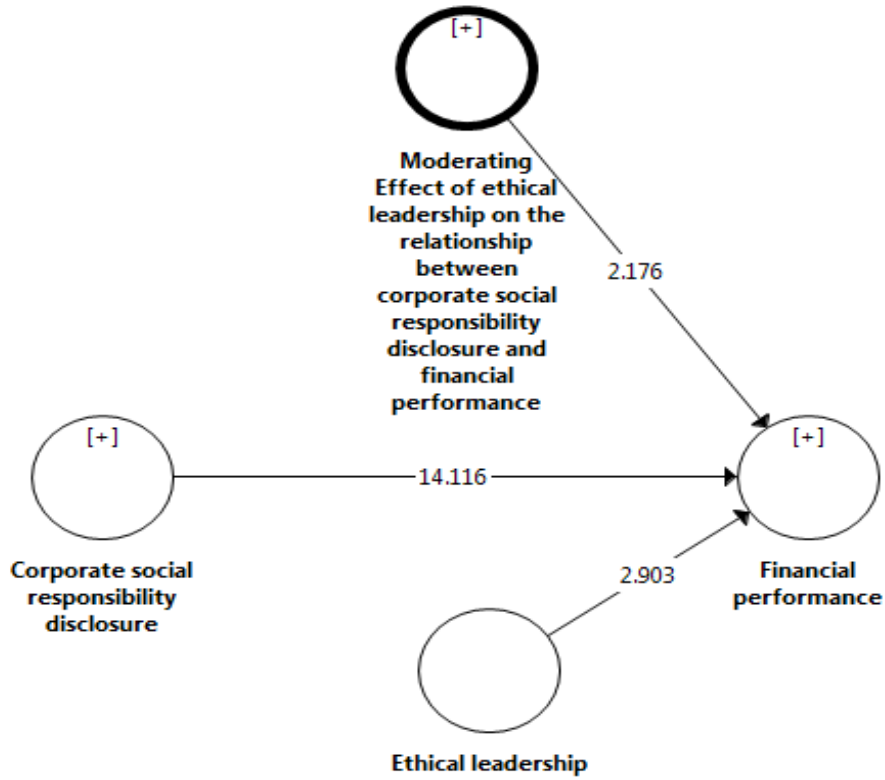 [+]
Moderating
Effect of ethical
leadership on the
relationship
between
corporate social
responsibility
disclosure and
financial
performance
2.176
[+]
14.116
[+]
Corporate social
responsibility
disclosure
2.903
Financial
performance
Ethical leadership